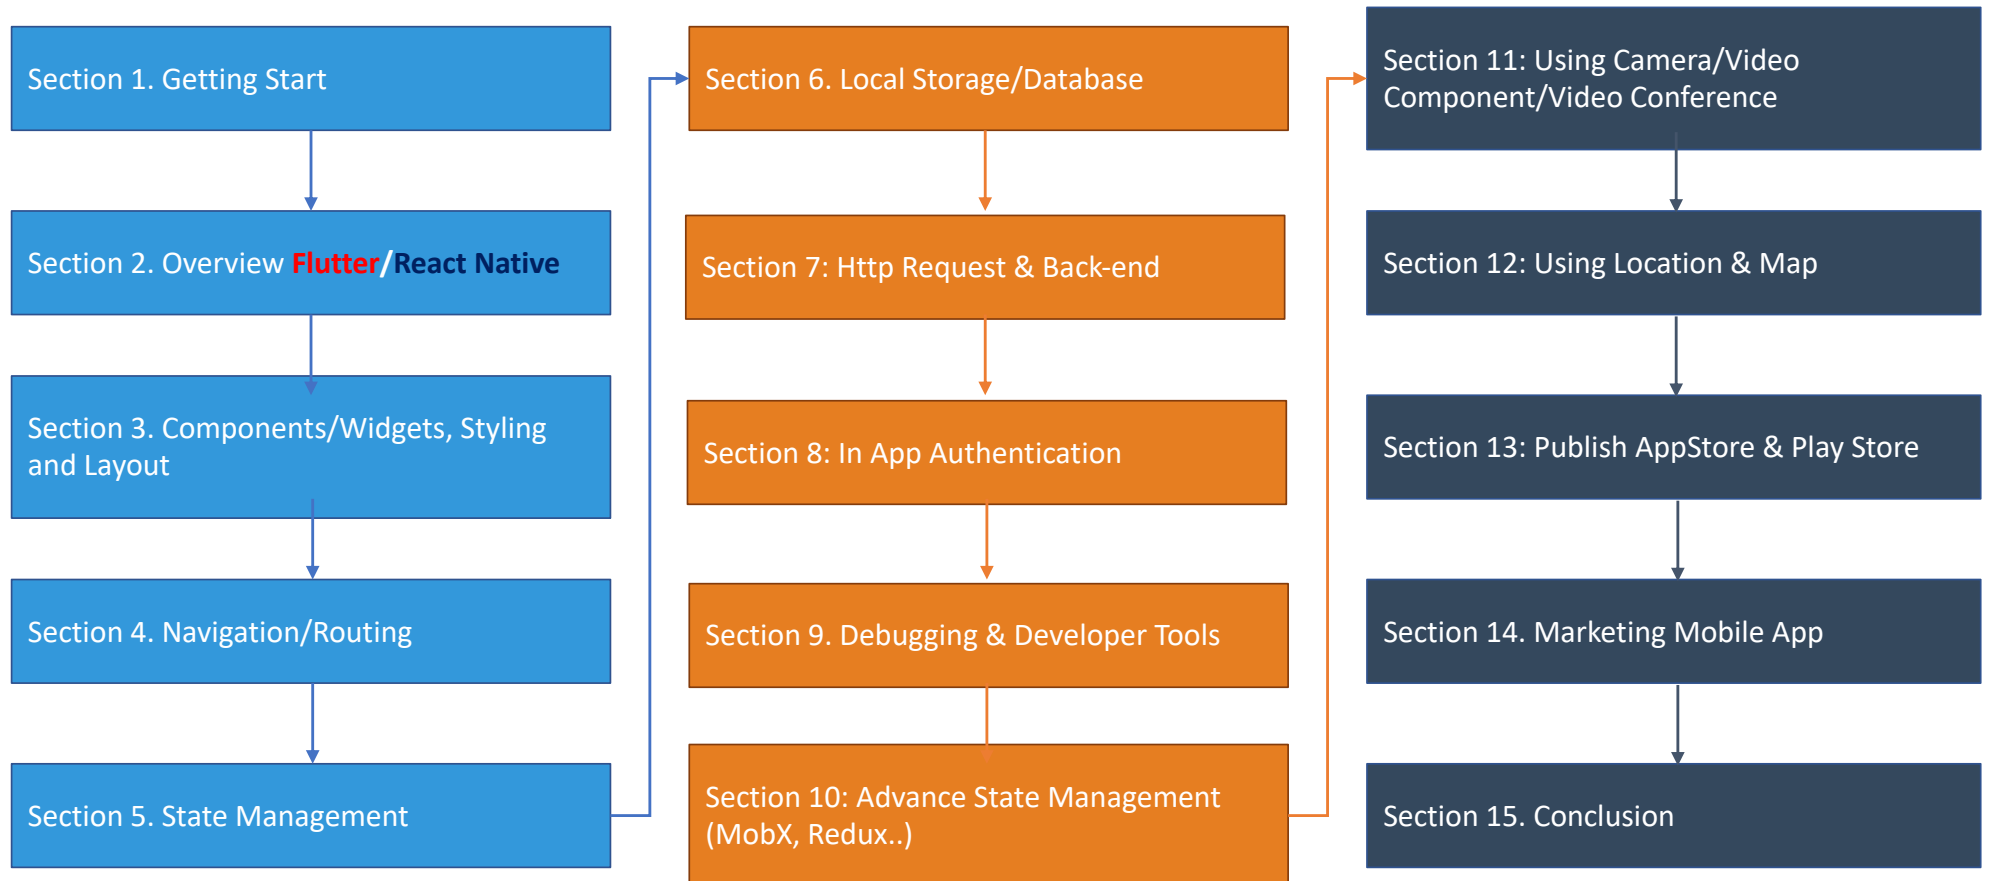 Section 1. Getting Start
Section 2. Overview Flutter/React Native
Section 3. Components/Widgets, Styling
and Layout
Section 4. Navigation/Routing
Section 5. State Management
Section 6. Local Storage/Database
Section 7: Http Request & Back-end
Section 8: In App Authentication
Section 9. Debugging & Developer Tools
Section 10: Advance State Management
(MobX, Redux..)
Section 11: Using Camera/Video
Component/Video Conference
Section 12: Using Location & Map
Section 13: Publish AppStore & Play Store
Section 14. Marketing Mobile App
Section 15. Conclusion